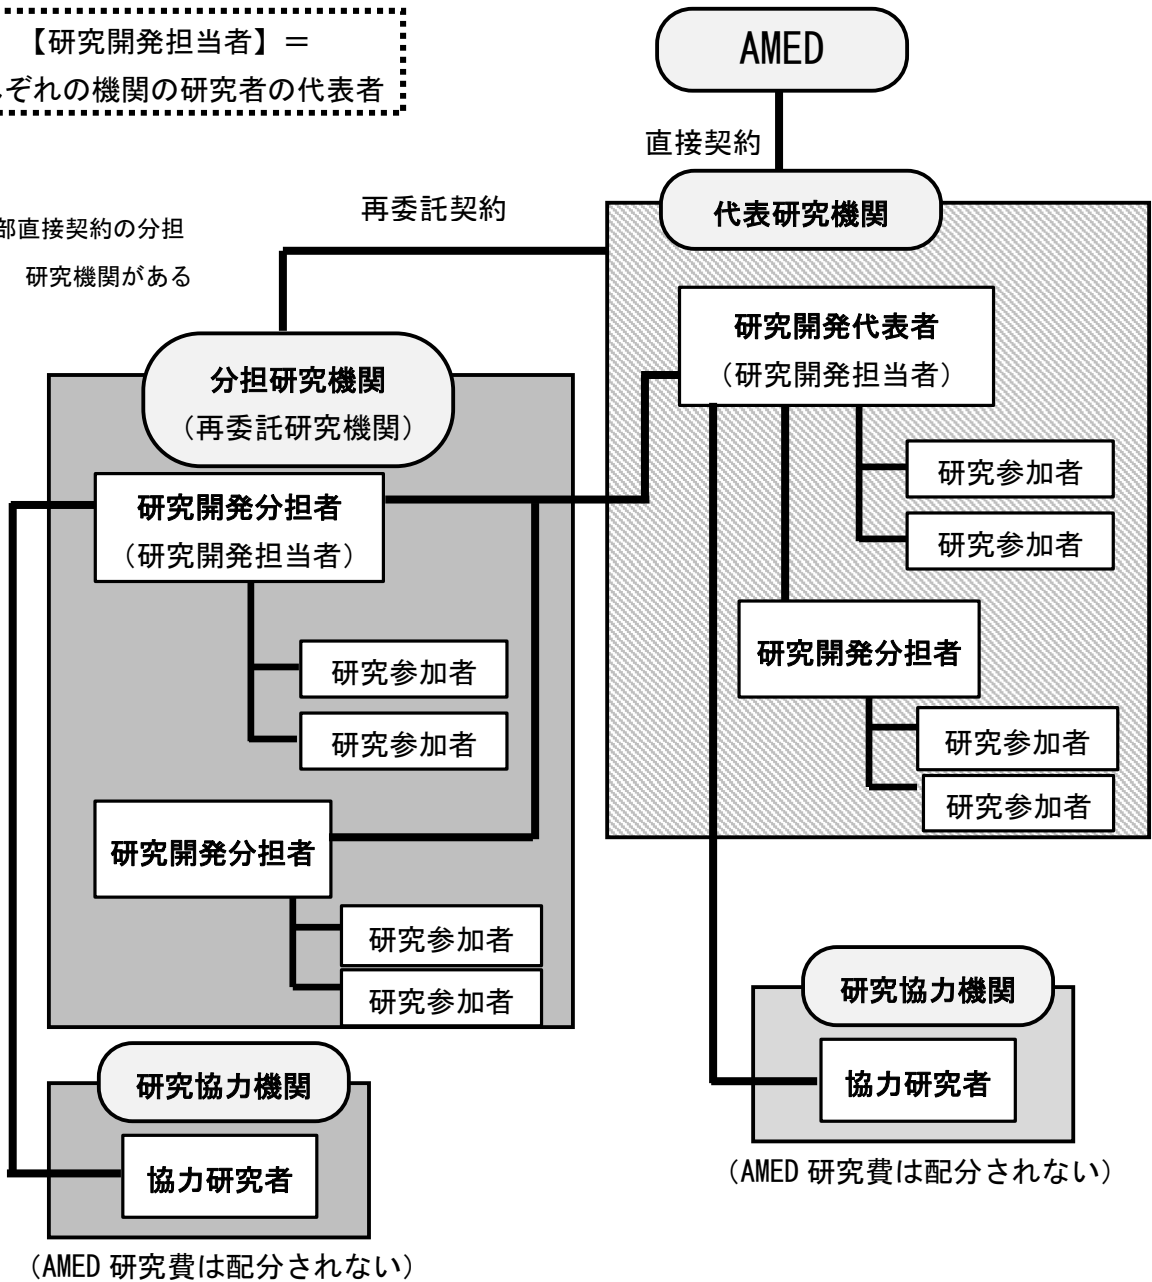 【研究開発担当者】＝
ぞれの機関の研究者の代表者
AMED
直接契約
再委託契約
代表研究機関
部直接契約の分担
研究機関がある
研究開発代表者
（研究開発担当者）
分担研究機関
（再委託研究機関）
研究参加者
研究開発分担者
（研究開発担当者）
研究参加者
研究開発分担者
研究参加者
研究参加者
研究参加者
研究参加者
研究開発分担者
研究参加者
研究参加者
研究協力機関
研究協力機関
協力研究者
協力研究者
（AMED 研究費は配分されない）
（AMED 研究費は配分されない）